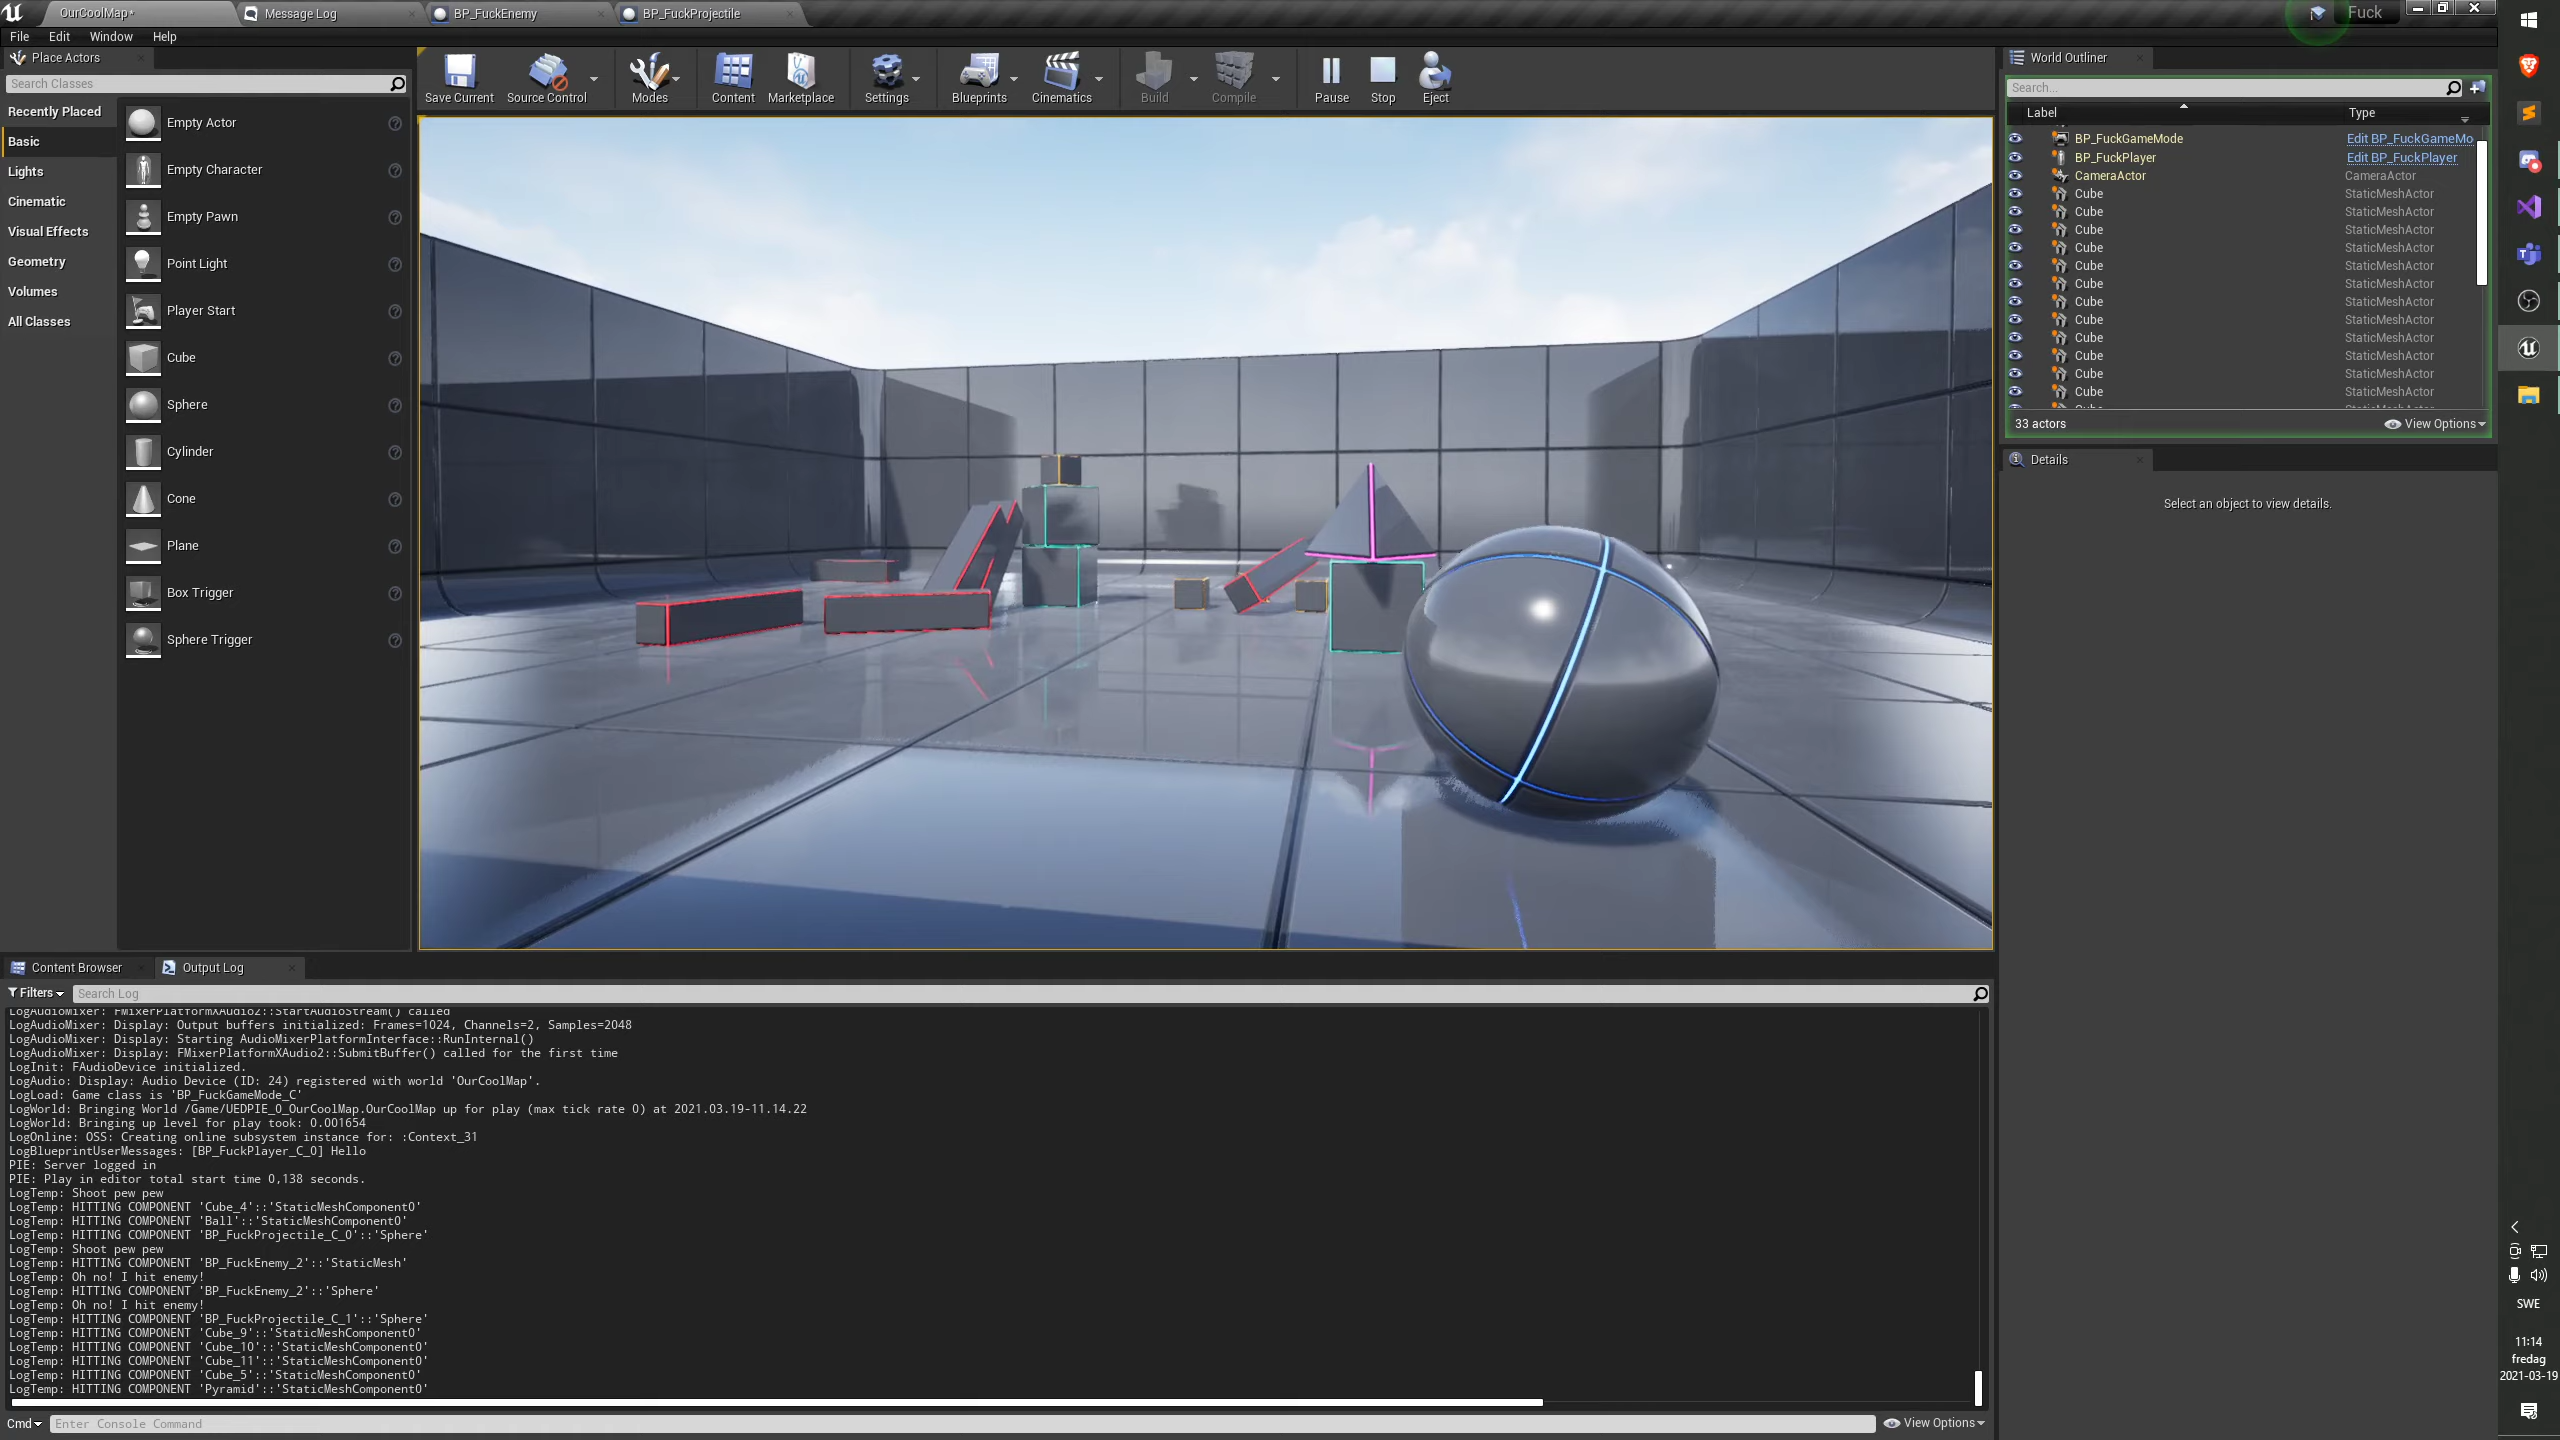 OurCoolMap*
Message Log
BP_FuckEnemy
BP_FuckProjectile
Fuck
File Edit Window Help
Place Actors
Search Classes
Recently Placed
Basic
Lights
Cinematic
Visual Effects
Geometry
Volumes
All Classes
Empty Actor
Empty Character
Empty Pawn
Point Light
Player Start
Cube
Sphere
Cylinder
Cone
Plane
Box Trigger
Sphere Trigger
Save Current
Source Control
Modes
Content
Marketplace
Settings
Blueprints
Cinematics
Build
Compile
Pause
Stop
Eject
World Outliner
Search...
Label Type
BP_FuckGameMode Edit BP_FuckGameMo
BP_FuckPlayer Edit BP_FuckPlayer
CameraActor CameraActor
Cube StaticMeshActor
Cube StaticMeshActor
Cube StaticMeshActor
Cube StaticMeshActor
Cube StaticMeshActor
Cube StaticMeshActor
Cube StaticMeshActor
Cube StaticMeshActor
Cube StaticMeshActor
Cube StaticMeshActor
Cube StaticMeshActor
Cube StaticMeshActor
33 actors
View Options
Details
Select an object to view details.
Content Browser
Output Log
Filters
Search Log
LogAudioMixer: FMixerPlatformXAudio2::StartAudioStream() called
LogAudioMixer: Display: Output buffers initialized: Frames=1024, Channels=2, Samples=2048
LogAudioMixer: Display: Starting AudioMixerPlatformInterface::RunInternal()
LogAudioMixer: Display: FMixerPlatformXAudio2::SubmitBuffer() called for the first time
LogInit: FAudioDevice initialized.
LogAudio: Display: Audio Device (ID: 24) registered with world 'OurCoolMap'.
LogLoad: Game class is 'BP_FuckGameMode_C'
LogWorld: Bringing World /Game/UEDPIE_0_OurCoolMap.OurCoolMap up for play (max tick rate 0) at 2021.03.19-11.14.22
LogWorld: Bringing up level for play took: 0.001654
LogOnline: OSS: Creating online subsystem instance for: :Context_31
LogBlueprintUserMessages: [BP_FuckPlayer_C_0] Hello
PIE: Server logged in
PIE: Play in editor total start time 0,138 seconds.
LogTemp: Shoot pew pew
LogTemp: HITTING COMPONENT 'Cube_4'::'StaticMeshComponent0'
LogTemp: HITTING COMPONENT 'Ball'::'StaticMeshComponent0'
LogTemp: HITTING COMPONENT 'BP_FuckProjectile_C_0'::'Sphere'
LogTemp: Shoot pew pew
LogTemp: HITTING COMPONENT 'BP_FuckEnemy_2'::'StaticMesh'
LogTemp: Oh no! I hit enemy!
LogTemp: HITTING COMPONENT 'BP_FuckEnemy_2'::'Sphere'
LogTemp: Oh no! I hit enemy!
LogTemp: HITTING COMPONENT 'BP_FuckProjectile_C_1'::'Sphere'
LogTemp: HITTING COMPONENT 'Cube_9'::'StaticMeshComponent0'
LogTemp: HITTING COMPONENT 'Cube_10'::'StaticMeshComponent0'
LogTemp: HITTING COMPONENT 'Cube_11'::'StaticMeshComponent0'
LogTemp: HITTING COMPONENT 'Cube_5'::'StaticMeshComponent0'
LogTemp: HITTING COMPONENT 'Pyramid'::'StaticMeshComponent0'
Cmd
Enter Console Command
View Options
SWE
11:14
fredag
2021-03-19